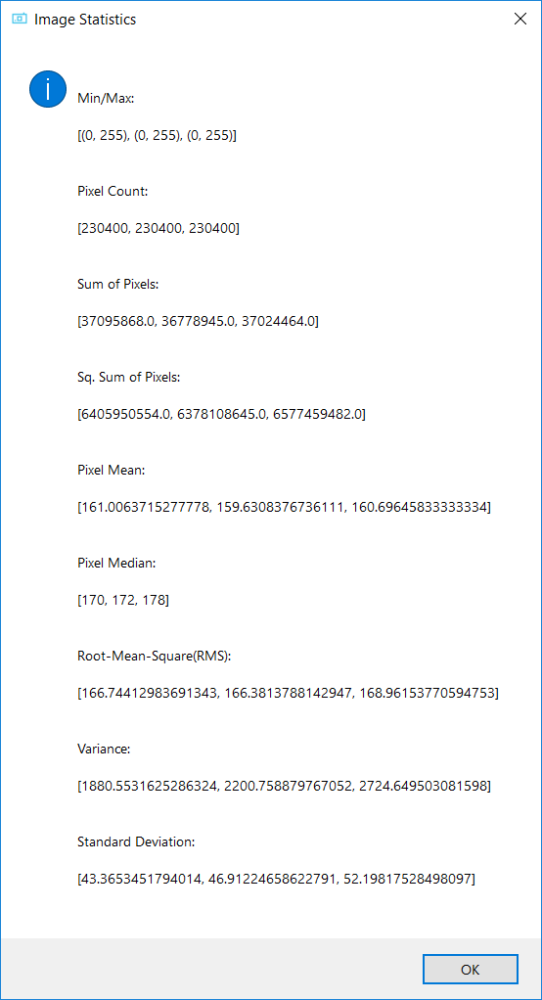 Image Statistics
Min/Max:
[(0, 255), (0, 255), (0, 255)]
Pixel Count:
[230400, 230400, 230400]
Sum of Pixels:
[37095868.0, 36778945.0, 37024464.0]
Sq. Sum of Pixels:
[6405950554.0, 6378108645.0, 6577459482.0]
Pixel Mean:
[161.0063715277778, 159.6308376736111, 160.69645833333334]
Pixel Median:
[170, 172, 178]
Root-Mean-Square(RMS):
[166.74412983691343, 166.3813788142947, 168.96153770594753]
Variance:
[1880.5531625286324, 2200.758879767052, 2724.649503081598]
Standard Deviation:
[43.3653451794014, 46.91224658622791, 52.19817528498097]
OK